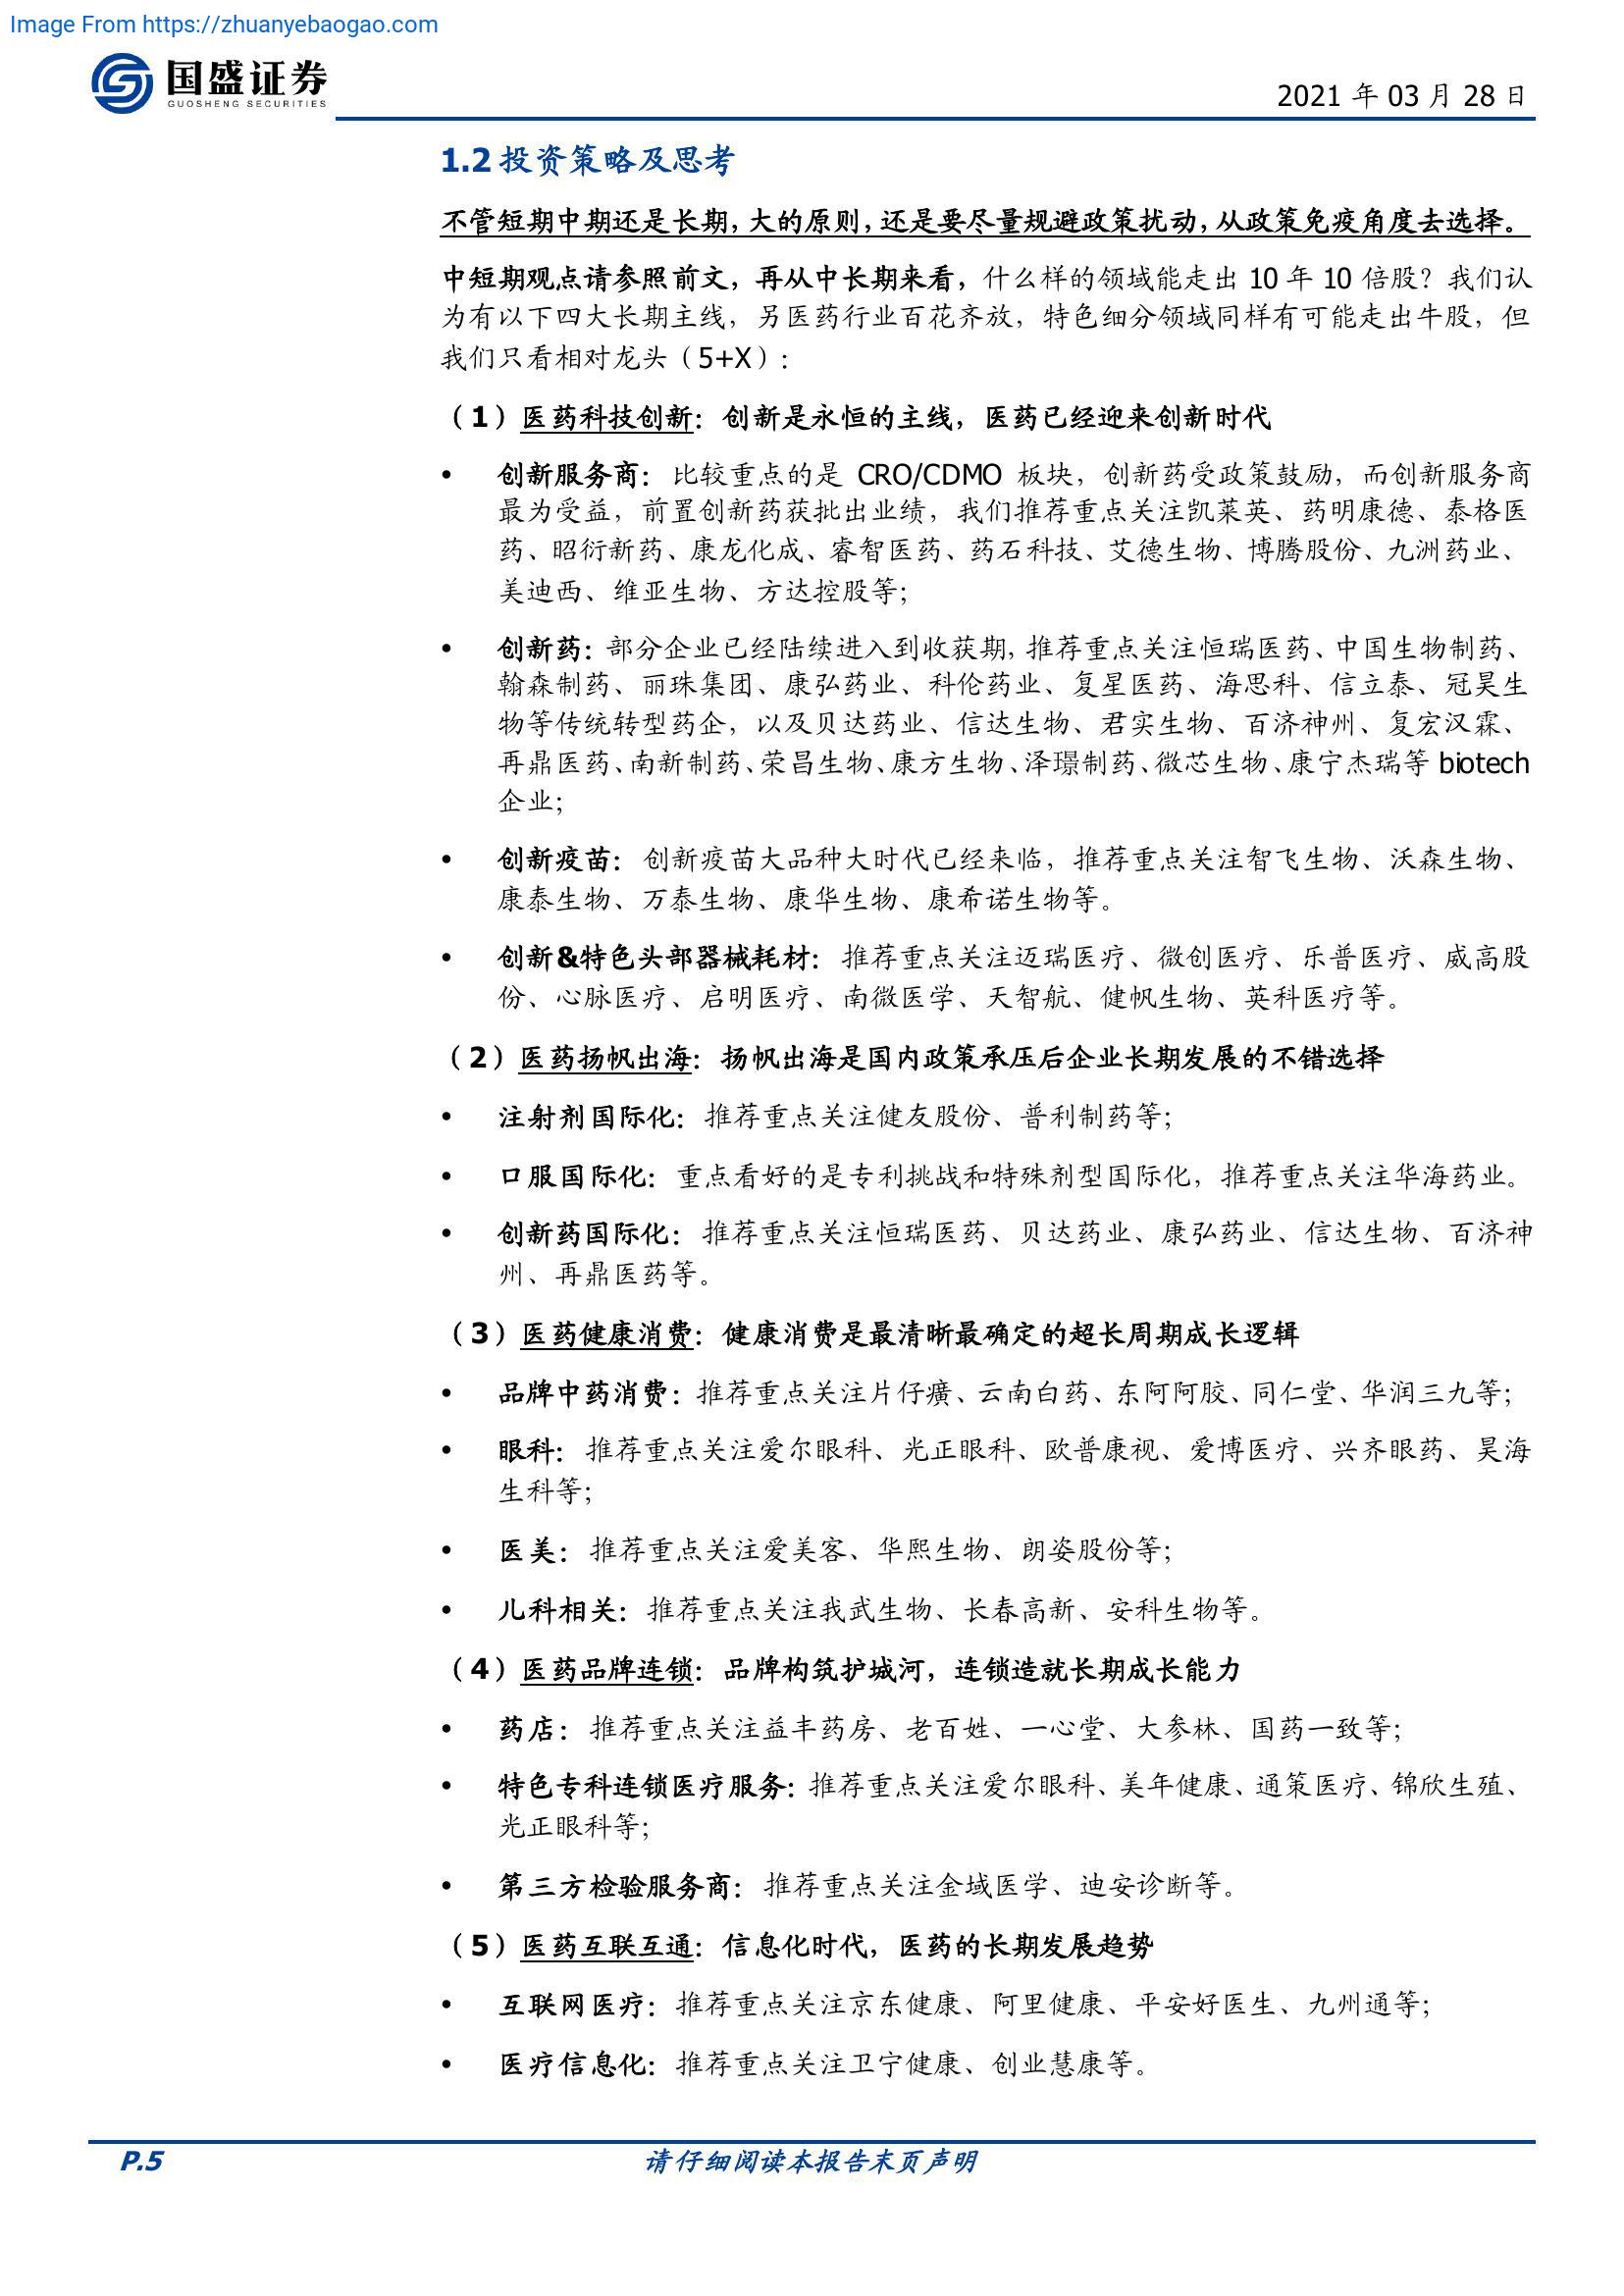 Image From https://zhuanyebaogao.com
国盛证券
GUOSHENG SECURITIES
2021 年 03 月 28 日
1.2 投资策略及思考
不管短期中期还是长期，大的原则，还是要尽量规避政策扰动，从政策免疫角度去选择。
中短期观点请参照前文，再从中长期来看，什么样的领域能走出 10 年 10 倍股？我们认
为有以下四大长期主线，另医药行业百花齐放，特色细分领域同样有可能走出牛股，但
我们只看相对龙头（5+X）：
（1）医药科技创新：创新是永恒的主线，医药已经迎来创新时代
• 创新服务商：比较重点的是 CRO/CDMO 板块，创新药受政策鼓励，而创新服务商
最为受益，前置创新药获批出业绩，我们推荐重点关注凯莱英、药明康德、泰格医
药、昭衍新药、康龙化成、睿智医药、药石科技、艾德生物、博腾股份、九洲药业、
美迪西、维亚生物、方达控股等；
• 创新药：部分企业已经陆续进入到收获期，推荐重点关注恒瑞医药、中国生物制药、
翰森制药、丽珠集团、康弘药业、科伦药业、复星医药、海思科、信立泰、冠昊生
物等传统转型药企，以及贝达药业、信达生物、君实生物、百济神州、复宏汉霖、
再鼎医药、南新制药、荣昌生物、康方生物、泽璟制药、微芯生物、康宁杰瑞等 biotech
企业；
• 创新疫苗：创新疫苗大品种大时代已经来临，推荐重点关注智飞生物、沃森生物、
康泰生物、万泰生物、康华生物、康希诺生物等。
• 创新&特色头部器械耗材：推荐重点关注迈瑞医疗、微创医疗、乐普医疗、威高股
份、心脉医疗、启明医疗、南微医学、天智航、健帆生物、英科医疗等。
（2）医药扬帆出海：扬帆出海是国内政策承压后企业长期发展的不错选择
• 注射剂国际化：推荐重点关注健友股份、普利制药等；
• 口服国际化：重点看好的是专利挑战和特殊剂型国际化，推荐重点关注华海药业。
• 创新药国际化：推荐重点关注恒瑞医药、贝达药业、康弘药业、信达生物、百济神
州、再鼎医药等。
（3）医药健康消费：健康消费是最清晰最确定的超长周期成长逻辑
• 品牌中药消费：推荐重点关注片仔癀、云南白药、东阿阿胶、同仁堂、华润三九等；
• 眼科：推荐重点关注爱尔眼科、光正眼科、欧普康视、爱博医疗、兴齐眼药、昊海
生科等；
• 医美：推荐重点关注爱美客、华熙生物、朗姿股份等；
• 儿科相关：推荐重点关注我武生物、长春高新、安科生物等。
（4）医药品牌连锁：品牌构筑护城河，连锁造就长期成长能力
• 药店：推荐重点关注益丰药房、老百姓、一心堂、大参林、国药一致等；
• 特色专科连锁医疗服务：推荐重点关注爱尔眼科、美年健康、通策医疗、锦欣生殖、
光正眼科等；
• 第三方检验服务商：推荐重点关注金域医学、迪安诊断等。
（5）医药互联互通：信息化时代，医药的长期发展趋势
• 互联网医疗：推荐重点关注京东健康、阿里健康、平安好医生、九州通等；
• 医疗信息化：推荐重点关注卫宁健康、创业慧康等。
P.5
请仔细阅读本报告末页声明